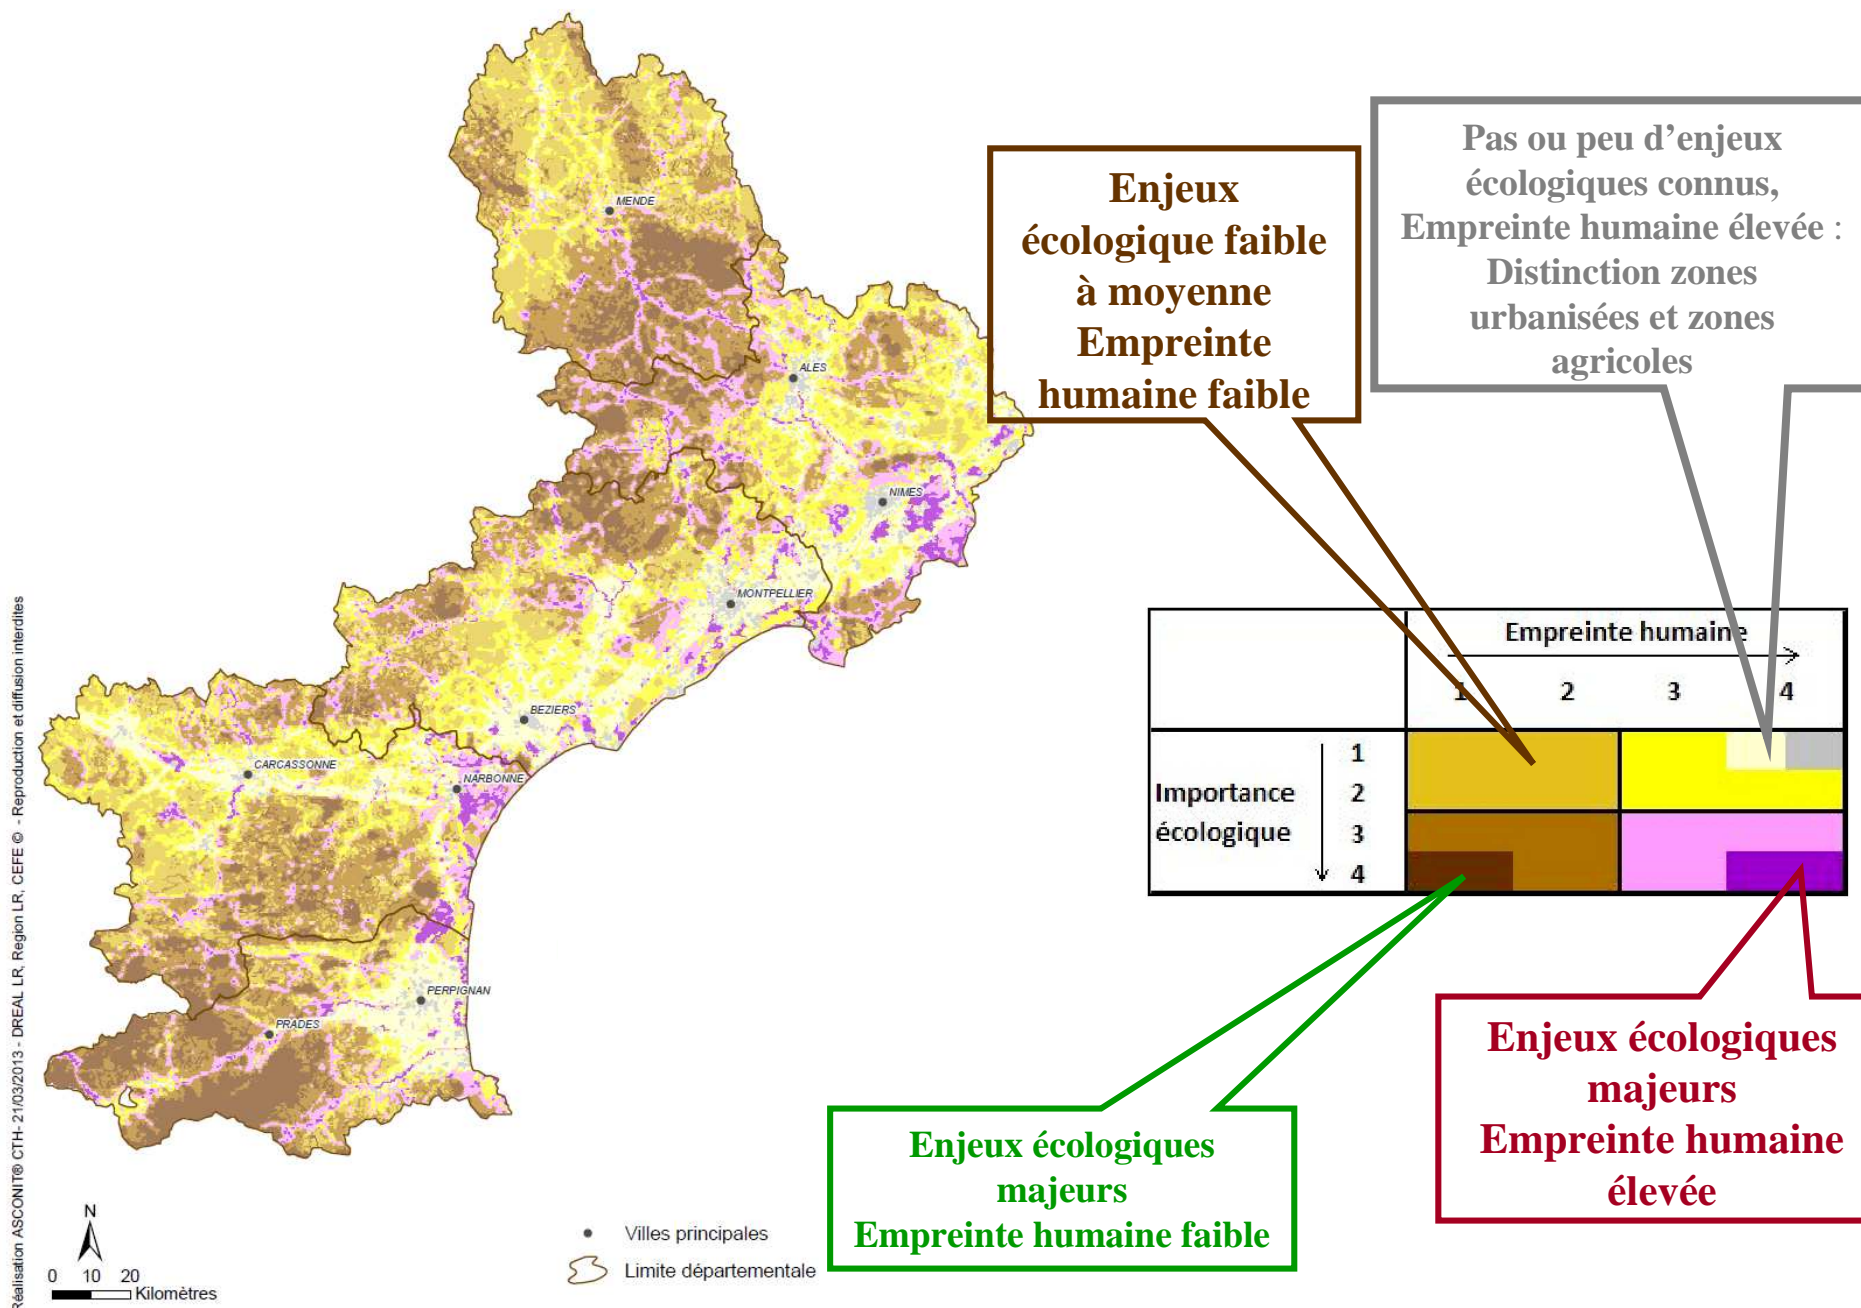 MENDE
ALES
NIMES
MONTPELLIER
BEZIERS
CARCASSONNE
NARBONNE
PERPIGNAN
PRADES
Réalisation ASCONIT® CTH- 21/03/2013 - DREAL LR, Region LR, CEFE © - Reproduction et diffusion interdites
N
0 10 20
Kilomètres
Villes principales
Limite départementale
Enjeux
écologique faible
à moyenne
Empreinte
humaine faible
Pas ou peu d’enjeux
écologiques connus,
Empreinte humaine élevée :
Distinction zones
urbanisées et zones
agricoles
Empreinte humaine
1 2 3 4
Importance
écologique
1
2
3
4
Enjeux écologiques
majeurs
Empreinte humaine faible
Enjeux écologiques
majeurs
Empreinte humaine
élevée